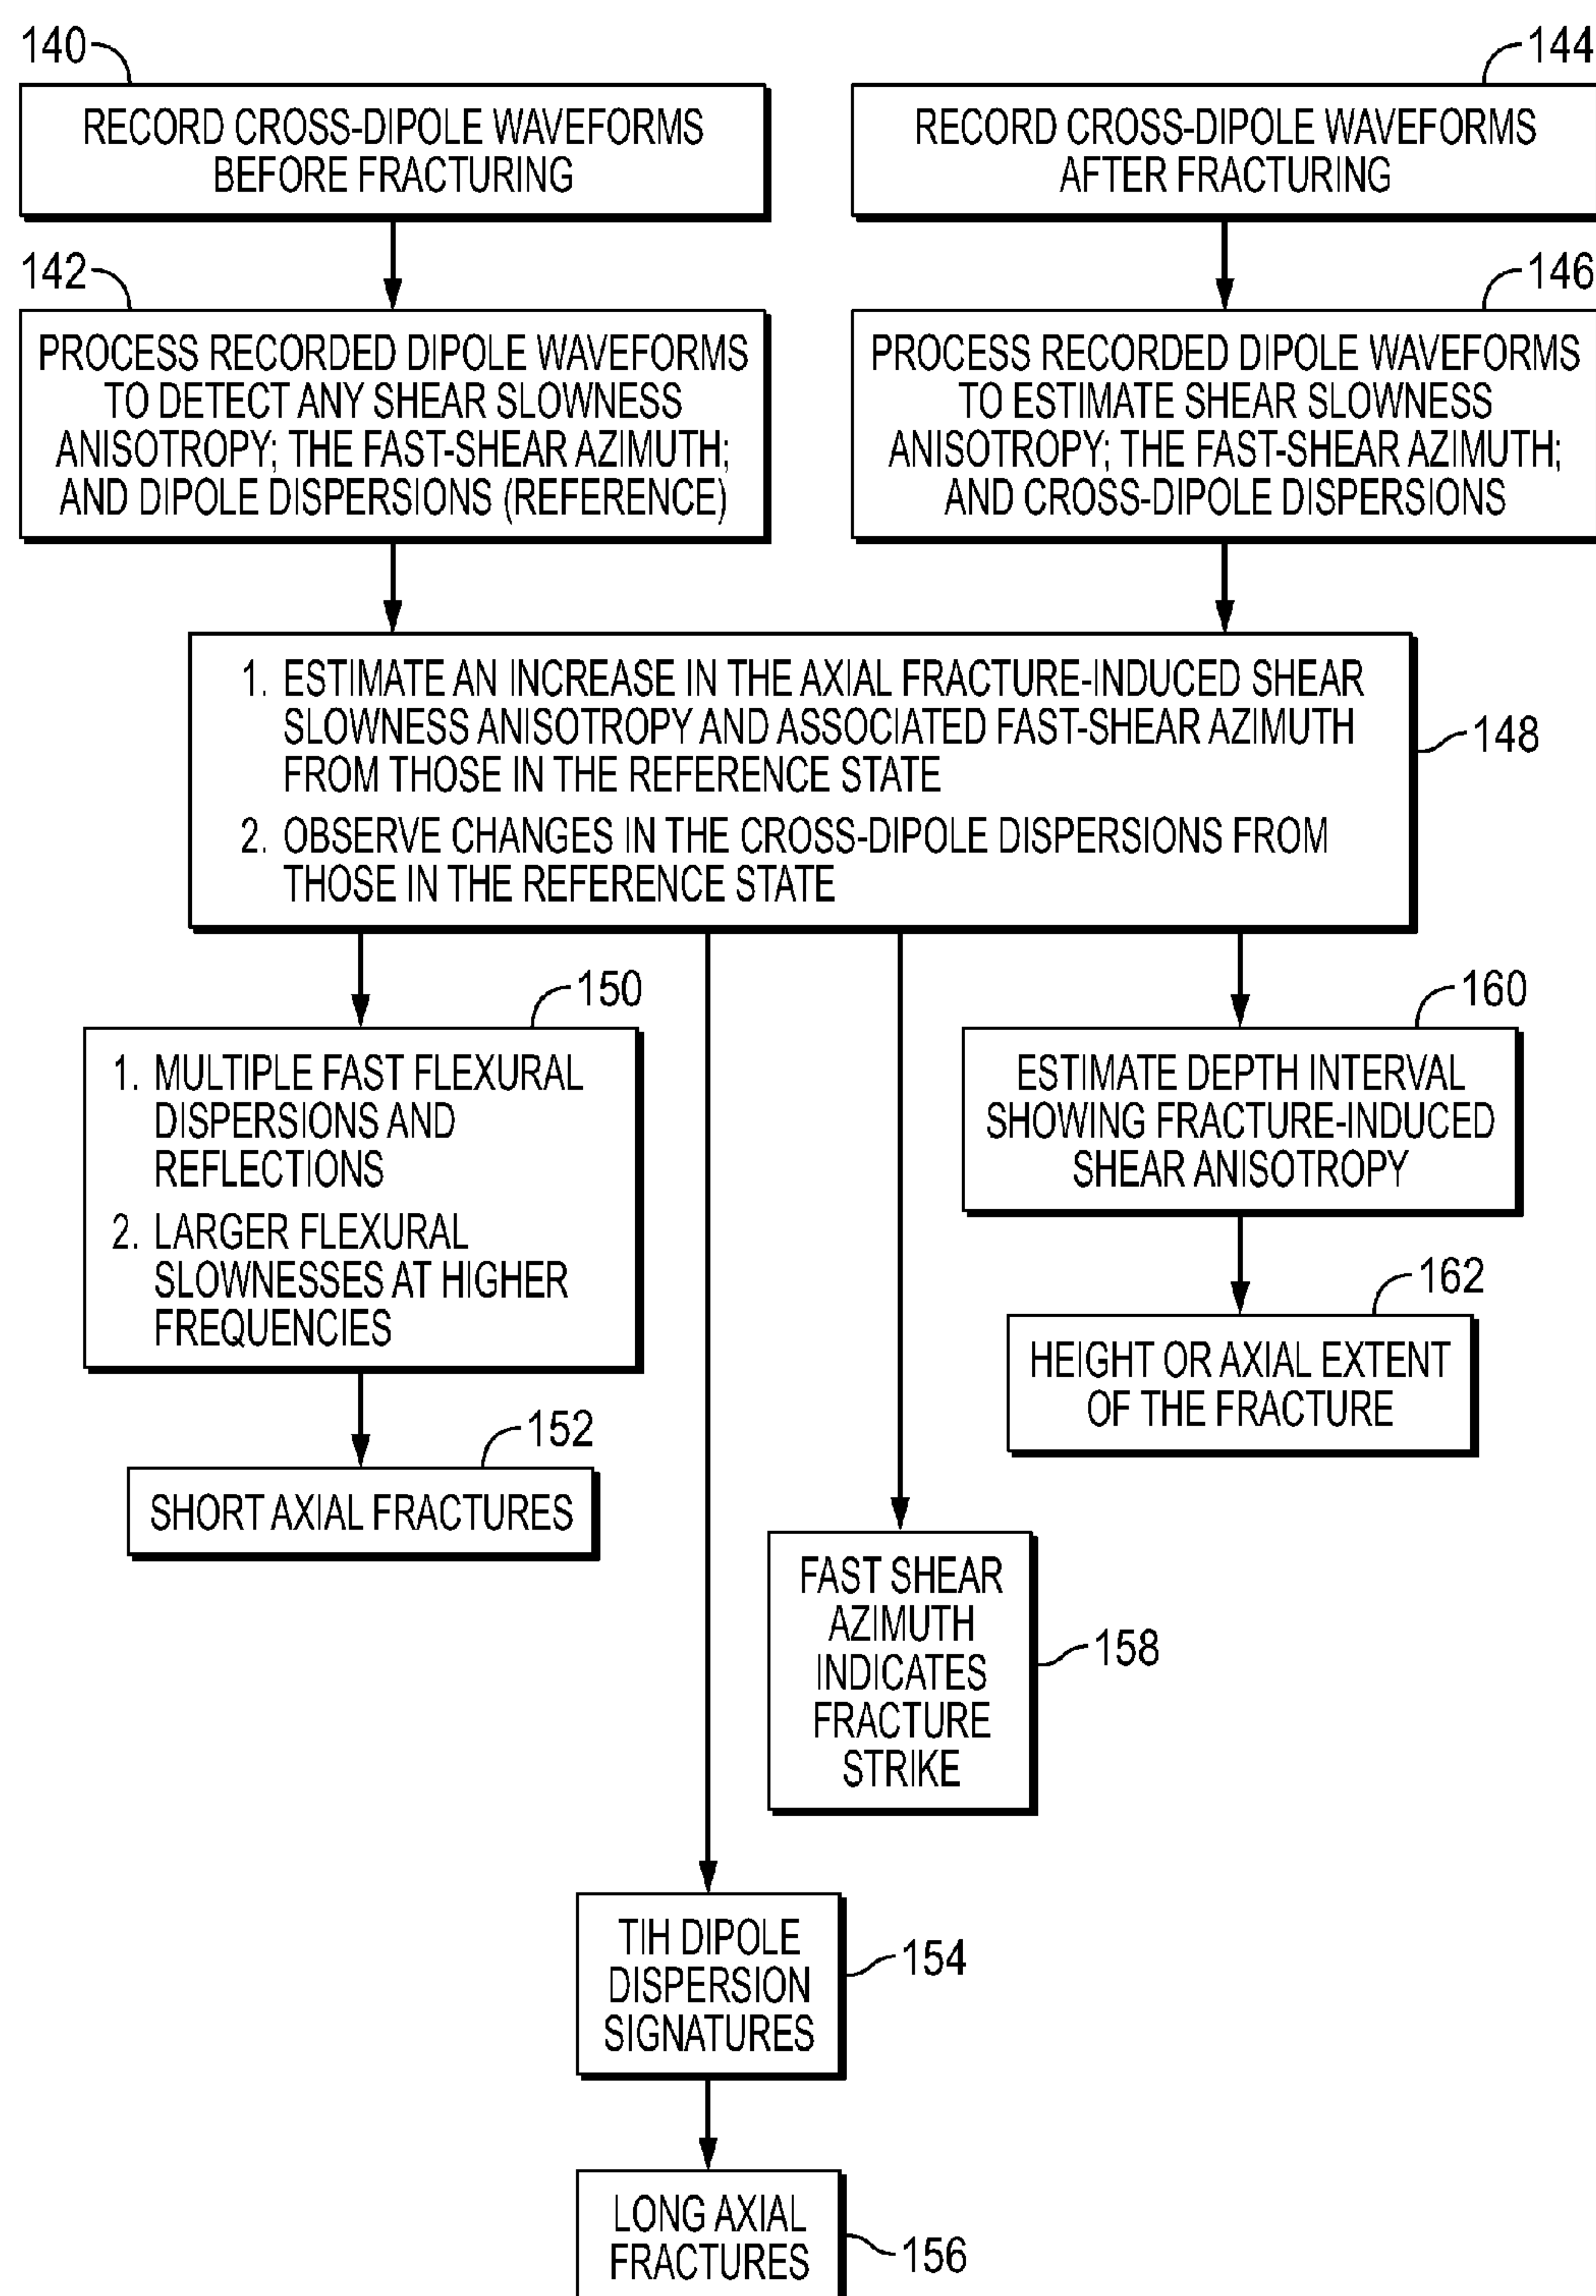 140
RECORD CROSS-DIPOLE WAVEFORMS
BEFORE FRACTURING
144
RECORD CROSS-DIPOLE WAVEFORMS
AFTER FRACTURING
142
PROCESS RECORDED DIPOLE WAVEFORMS
TO DETECT ANY SHEAR SLOWNESS
ANISOTROPY; THE FAST-SHEAR AZIMUTH;
AND DIPOLE DISPERSIONS (REFERENCE)
146
PROCESS RECORDED DIPOLE WAVEFORMS
TO ESTIMATE SHEAR SLOWNESS
ANISOTROPY; THE FAST-SHEAR AZIMUTH;
AND CROSS-DIPOLE DISPERSIONS
1. ESTIMATE AN INCREASE IN THE AXIAL FRACTURE-INDUCED SHEAR
SLOWNESS ANISOTROPY AND ASSOCIATED FAST-SHEAR AZIMUTH
FROM THOSE IN THE REFERENCE STATE
2. OBSERVE CHANGES IN THE CROSS-DIPOLE DISPERSIONS FROM
THOSE IN THE REFERENCE STATE
148
150
1. MULTIPLE FAST FLEXURAL
DISPERSIONS AND
REFLECTIONS
2. LARGER FLEXURAL
SLOWNESSES AT HIGHER
FREQUENCIES
160
ESTIMATE DEPTH INTERVAL
SHOWING FRACTURE-INDUCED
SHEAR ANISOTROPY
162
HEIGHT OR AXIAL EXTENT
OF THE FRACTURE
152
SHORT AXIAL FRACTURES
FAST SHEAR
AZIMUTH
INDICATES
FRACTURE
STRIKE
158
TIH DIPOLE
DISPERSION
SIGNATURES
154
LONG AXIAL
FRACTURES
156